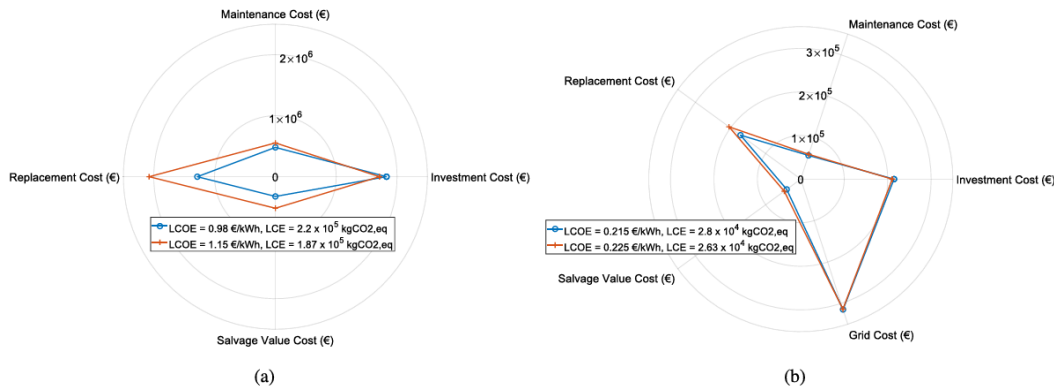 Maintenance Cost (€)
2×10⁶
1×10⁶
0
Replacement Cost (€)
Investment Cost (€)
LCOE = 0.98 €/kWh, LCE = 2.2 x 10⁵ kgCO2,eq
LCOE = 1.15 €/kWh, LCE = 1.87 x 10⁵ kgCO2,eq
Salvage Value Cost (€)
(a)
Maintenance Cost (€)
3×10⁵
Replacement Cost (€)
2×10⁵
1×10⁵
0
Investment Cost (€)
LCOE = 0.215 €/kWh, LCE = 2.8 x 10⁴ kgCO2,eq
LCOE = 0.225 €/kWh, LCE = 2.63 x 10⁴ kgCO2,eq
Salvage Value Cost (€)
Grid Cost (€)
(b)